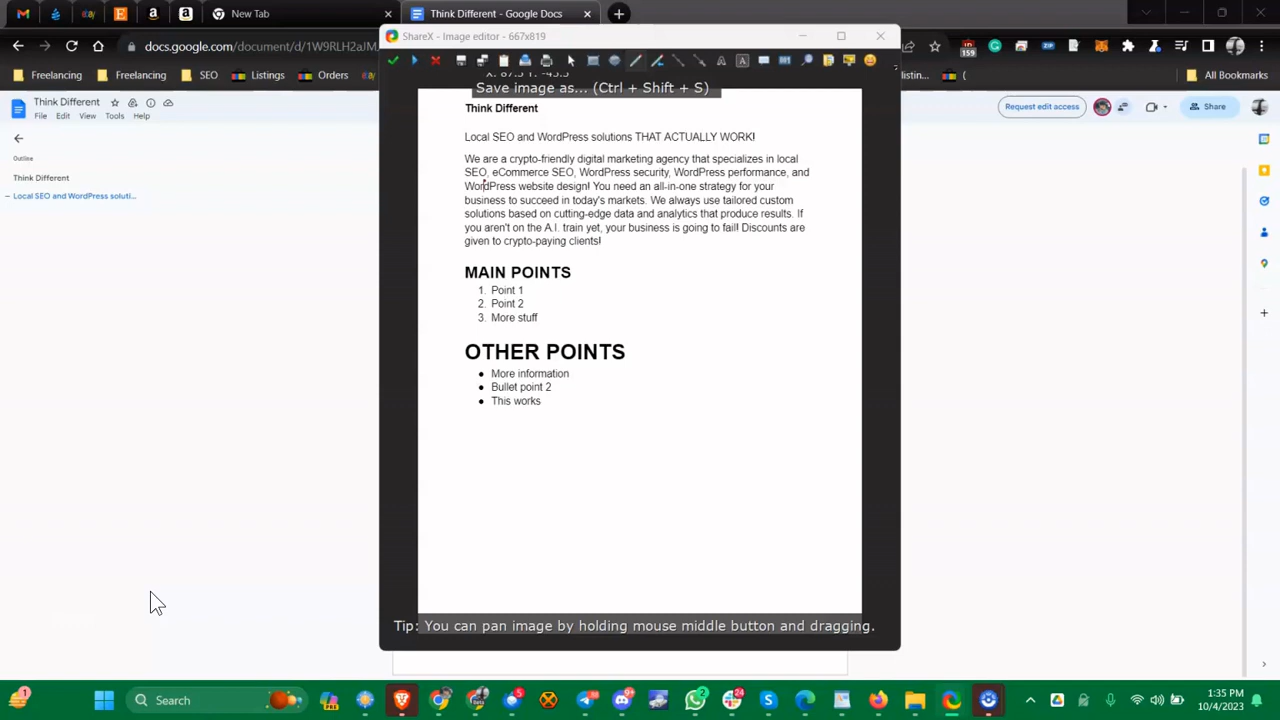 New Tab
Think Different - Google Docs
ShareX - Image editor - 667x819
docs.google.com/document/d/1W9RLH2aJM
159
Booking
Listings
Orders
SEO
All Bookmarks
Save image as... (Ctrl + Shift + S)
Think Different
File Edit View Tools Help
Request edit access
Share
Outline
Think Different
Local SEO and WordPress soluti...
Think Different
Local SEO and WordPress solutions THAT ACTUALLY WORK!
We are a crypto-friendly digital marketing agency that specializes in local
SEO, eCommerce SEO, WordPress security, WordPress performance, and
WordPress website design! You need an all-in-one strategy for your
business to succeed in today's markets. We always use tailored custom
solutions based on cutting-edge data and analytics that produce results. If
you aren't on the A.I. train yet, your business is going to fail! Discounts are
given to crypto-paying clients!
MAIN POINTS
1. Point 1
2. Point 2
3. More stuff
OTHER POINTS
● More information
● Bullet point 2
● This works
Tip: You can pan image by holding mouse middle button and dragging.
Search
1:35 PM
10/4/2023